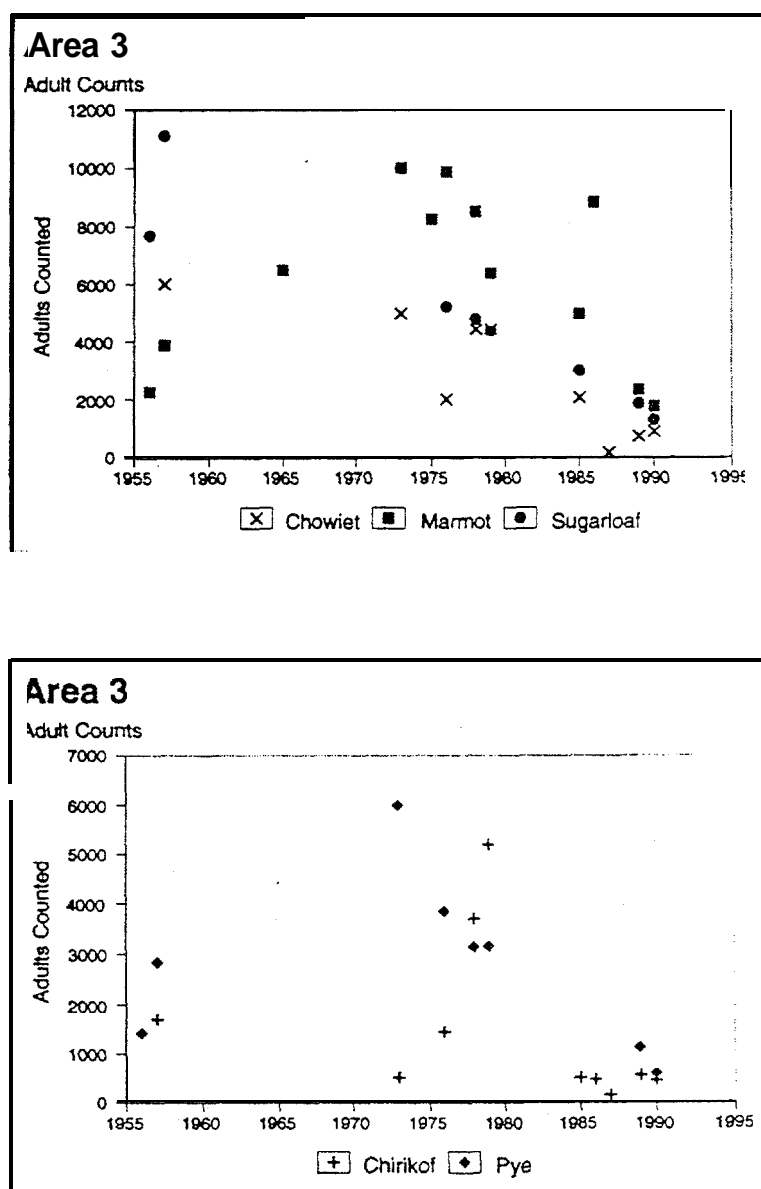 Area 3
Adult Counts
12000
10000
8000
6000
4000
2000
0
Adults Counted
1955 1960 1965 1970 1975 1980 1985 1990 1995
Chowiet Marmot Sugarloaf
Area 3
Adult Counts
7000
6000
5000
4000
3000
2000
1000
0
Adults Counted
1955 1960 1965 1970 1975 1980 1985 1990 1995
Chirikof Pye